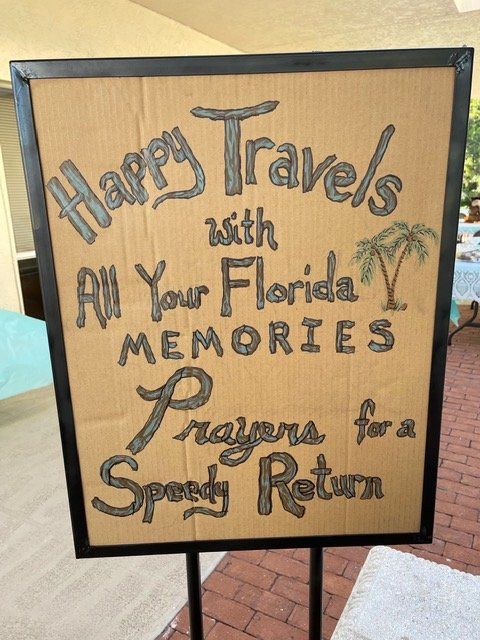 Happy Travels
with
All Your Florida
MEMORIES
Prayers for a
Speedy Return